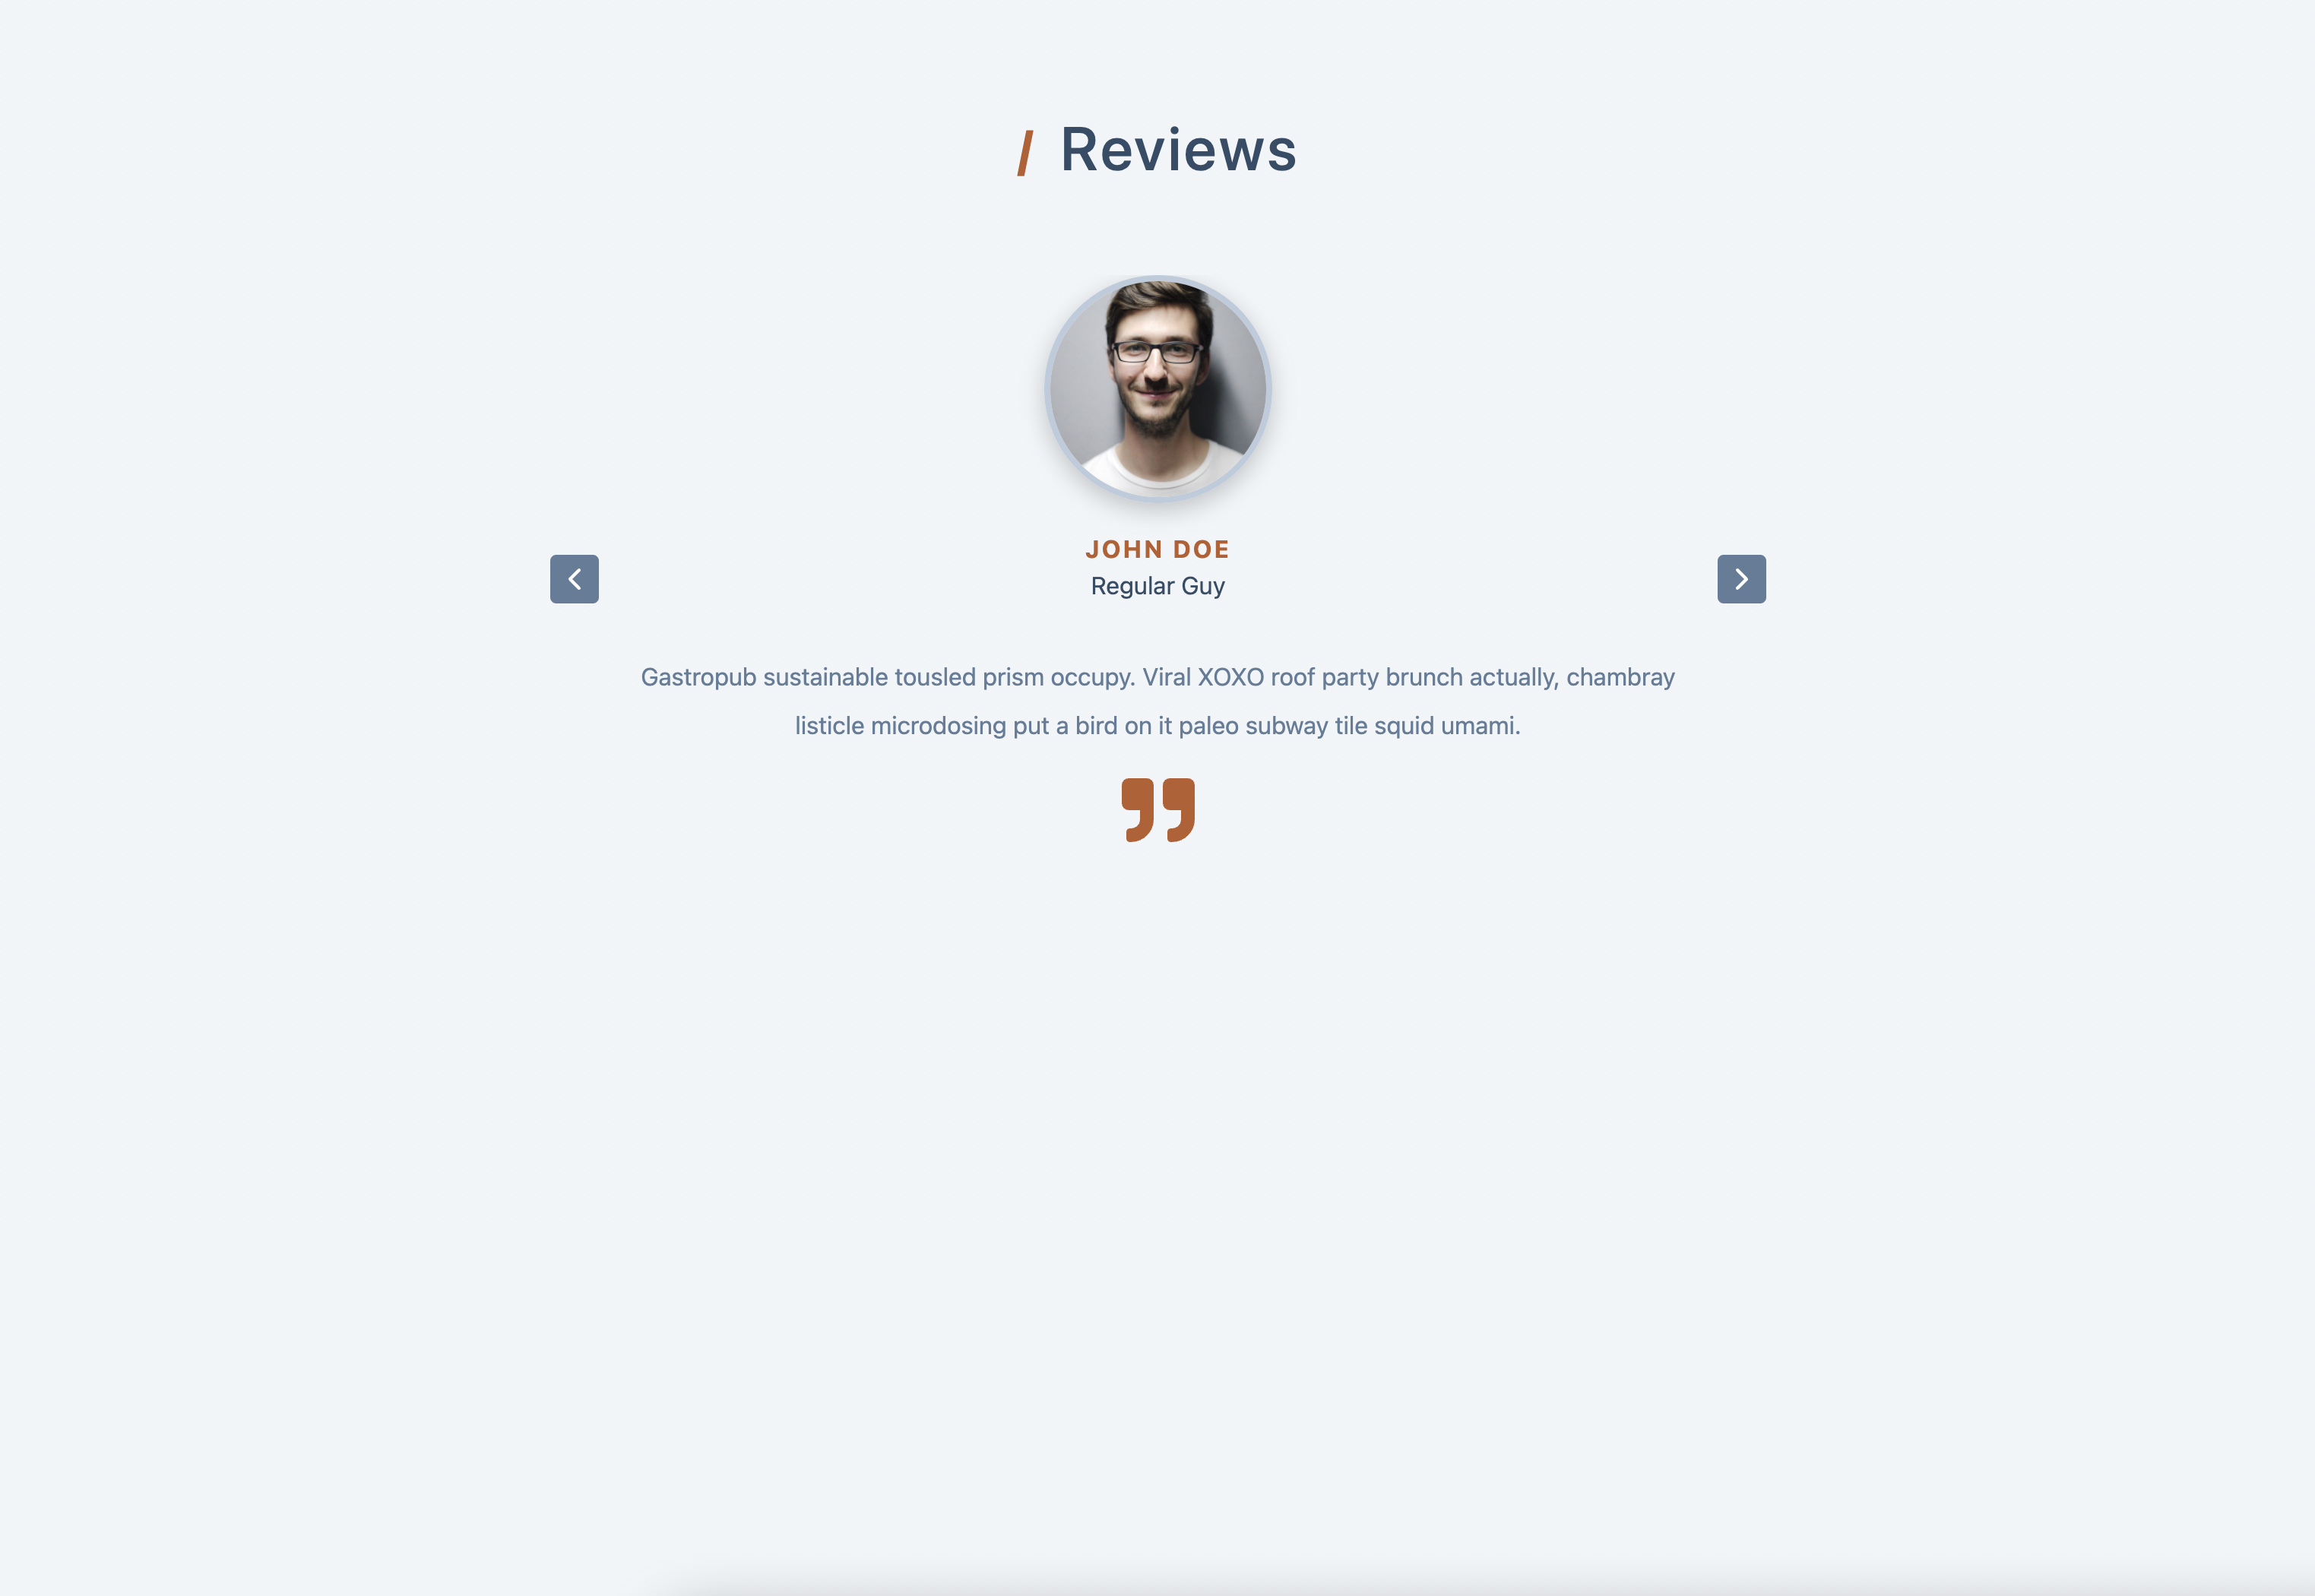 / Reviews
JOHN DOE
Regular Guy
Gastropub sustainable tousled prism occupy. Viral XOXO roof party brunch actually, chambray
listicle microdosing put a bird on it paleo subway tile squid umami.